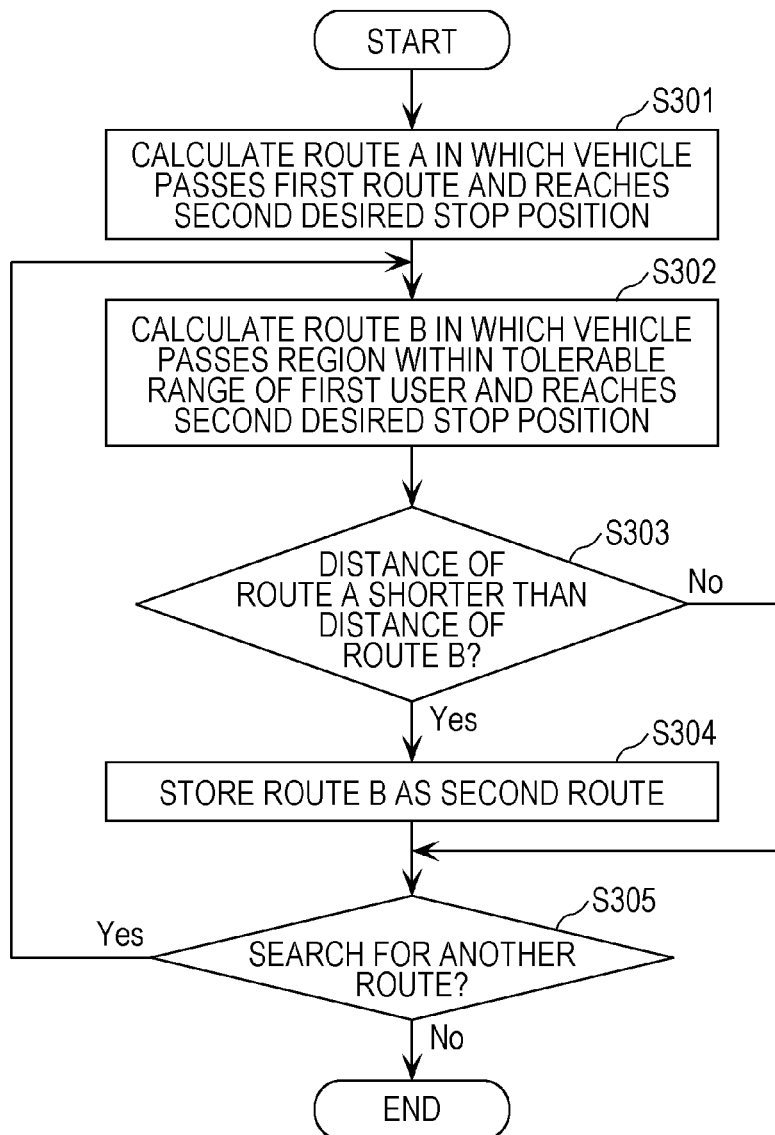 START
S301
CALCULATE ROUTE A IN WHICH VEHICLE
PASSES FIRST ROUTE AND REACHES
SECOND DESIRED STOP POSITION
S302
CALCULATE ROUTE B IN WHICH VEHICLE
PASSES REGION WITHIN TOLERABLE
RANGE OF FIRST USER AND REACHES
SECOND DESIRED STOP POSITION
S303
DISTANCE OF
ROUTE A SHORTER THAN
DISTANCE OF
ROUTE B?
No
Yes
S304
STORE ROUTE B AS SECOND ROUTE
S305
Yes
SEARCH FOR ANOTHER
ROUTE?
No
END